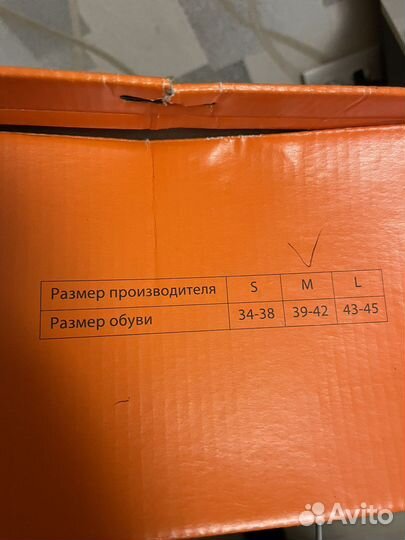 Размер производителя S M L
Размер обуви 34-38 39-42 43-45
Avito